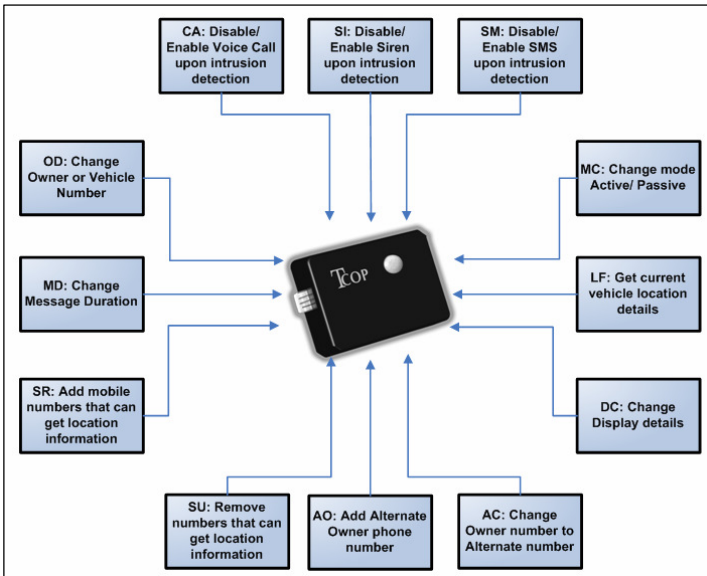 CA: Disable/
Enable Voice Call
upon intrusion
detection
SI: Disable/
Enable Siren
upon intrusion
detection
SM: Disable/
Enable SMS
upon intrusion
detection
OD: Change
Owner or Vehicle
Number
MC: Change mode
Active/ Passive
MD: Change
Message Duration
TCOP
LF: Get current
vehicle location
details
SR: Add mobile
numbers that can
get location
information
DC: Change
Display details
SU: Remove
numbers that can
get location
information
AO: Add Alternate
Owner phone
number
AC: Change
Owner number to
Alternate number